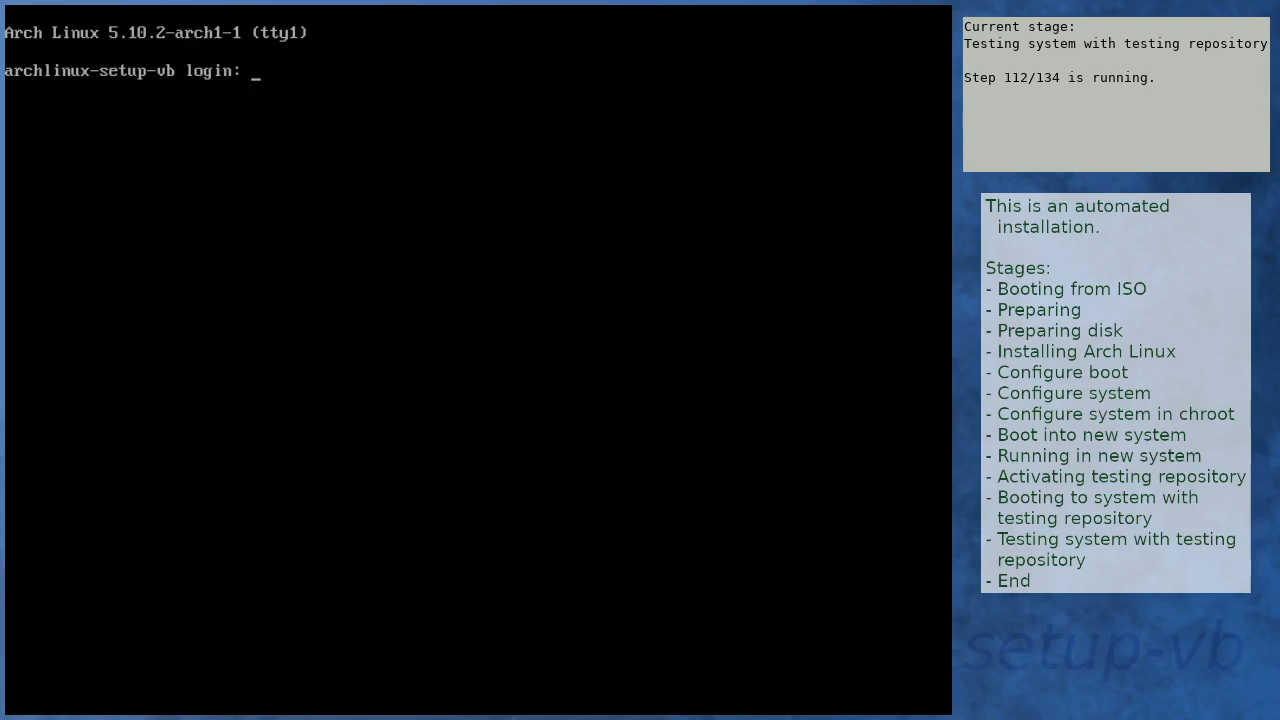 Arch Linux 5.10.2-arch1-1 (tty1)
archlinux-setup-vb login: _
Current stage:
Testing system with testing repository
Step 112/134 is running.
This is an automated
installation.
Stages:
- Booting from ISO
- Preparing
- Preparing disk
- Installing Arch Linux
- Configure boot
- Configure system
- Configure system in chroot
- Boot into new system
- Running in new system
- Activating testing repository
- Booting to system with
testing repository
- Testing system with testing
repository
- End
setup-vb